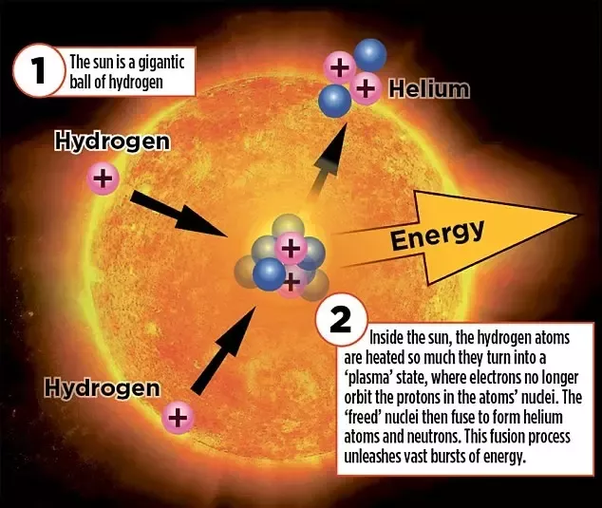 1
The sun is a gigantic
ball of hydrogen
+
+
Helium
Hydrogen
+
+
+
Energy
2
Inside the sun, the hydrogen atoms
are heated so much they turn into a
‘plasma’ state, where electrons no longer
orbit the protons in the atoms’ nuclei. The
‘freed’ nuclei then fuse to form helium
atoms and neutrons. This fusion process
unleashes vast bursts of energy.
Hydrogen
+